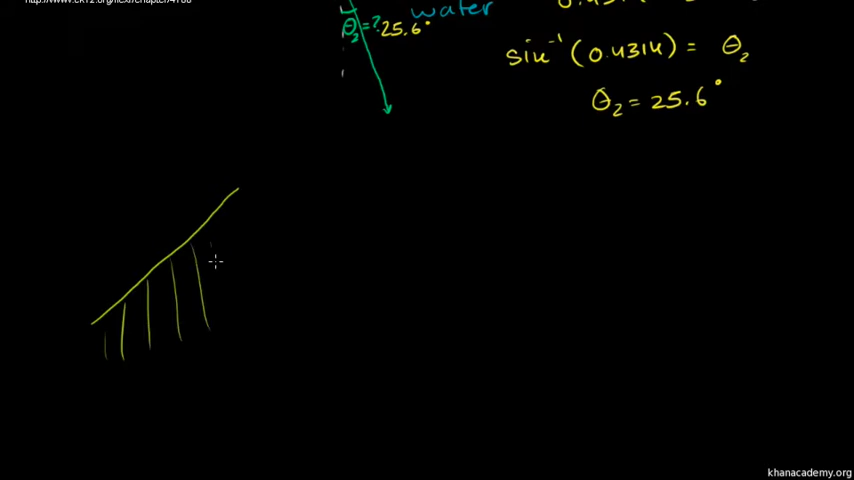 water
θ₂ = ? 25.6°
sin⁻¹(0.4314) = θ₂
θ₂ = 25.6°
khanacademy.org